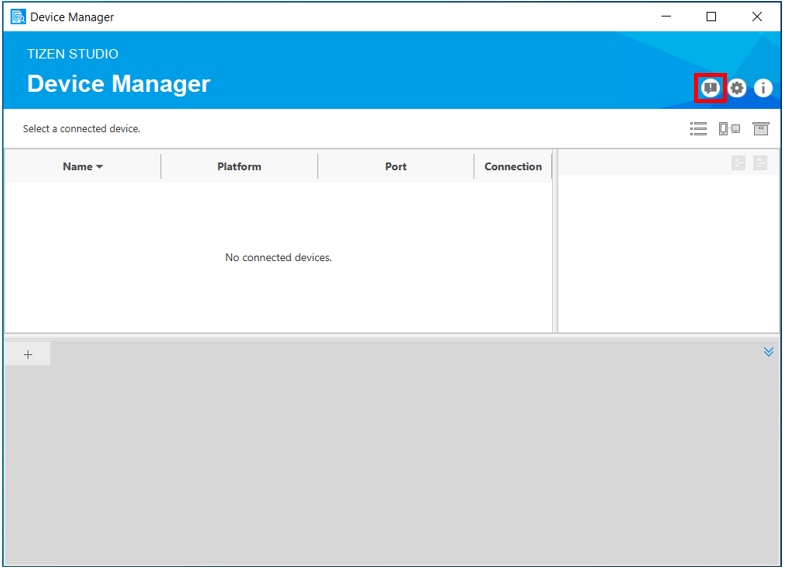 Device Manager
TIZEN STUDIO
Device Manager
Select a connected device.
Name Platform Port Connection
No connected devices.
+